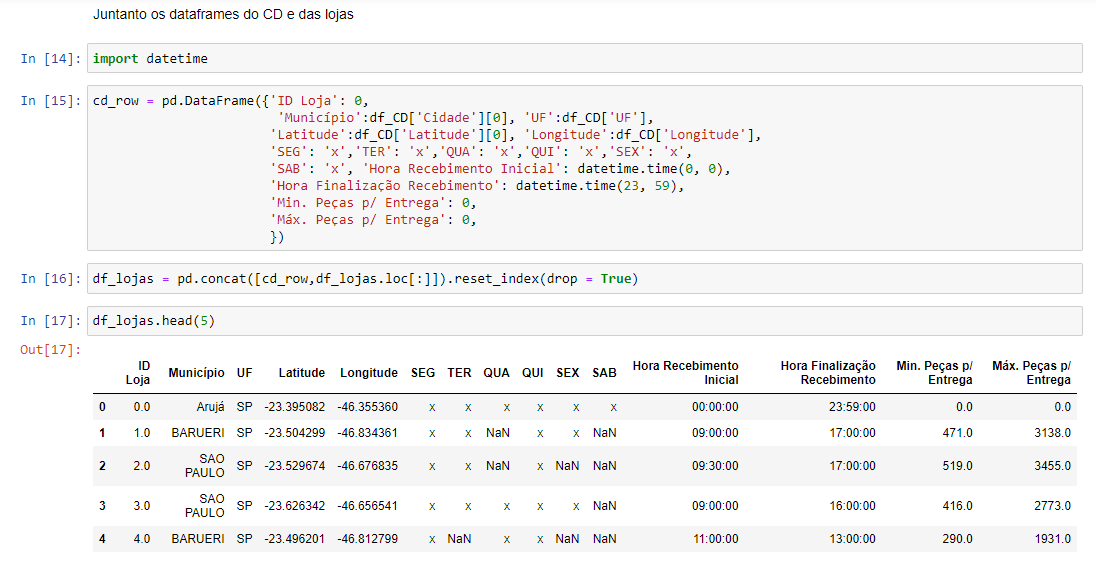 Juntanto os dataframes do CD e das lojas
In [14]: import datetime
In [15]: cd_row = pd.DataFrame({'ID Loja': 0,
'Município':df_CD['Cidade'][0], 'UF':df_CD['UF'],
'Latitude':df_CD['Latitude'][0], 'Longitude':df_CD['Longitude'],
'SEG': 'x','TER': 'x','QUA': 'x','QUI': 'x','SEX': 'x',
'SAB': 'x', 'Hora Recebimento Inicial': datetime.time(0, 0),
'Hora Finalização Recebimento': datetime.time(23, 59),
'Min. Peças p/ Entrega': 0,
'Máx. Peças p/ Entrega': 0,
})
In [16]: df_lojas = pd.concat([cd_row,df_lojas.loc[:]]).reset_index(drop = True)
In [17]: df_lojas.head(5)
Out[17]:
ID Loja Município UF Latitude Longitude SEG TER QUA QUI SEX SAB Hora Recebimento Inicial Hora Finalização Recebimento Min. Peças p/ Entrega Máx. Peças p/ Entrega
0 0.0 Arujá SP -23.395082 -46.355360 x x x x x x 00:00:00 23:59:00 0.0 0.0
1 1.0 BARUERI SP -23.504299 -46.834361 x x NaN x x NaN 09:00:00 17:00:00 471.0 3138.0
2 2.0 SAO PAULO SP -23.529674 -46.676835 x x NaN x NaN NaN 09:30:00 17:00:00 519.0 3455.0
3 3.0 SAO PAULO SP -23.626342 -46.656541 x x x x x NaN 09:00:00 16:00:00 416.0 2773.0
4 4.0 BARUERI SP -23.496201 -46.812799 x NaN x x NaN NaN 11:00:00 13:00:00 290.0 1931.0